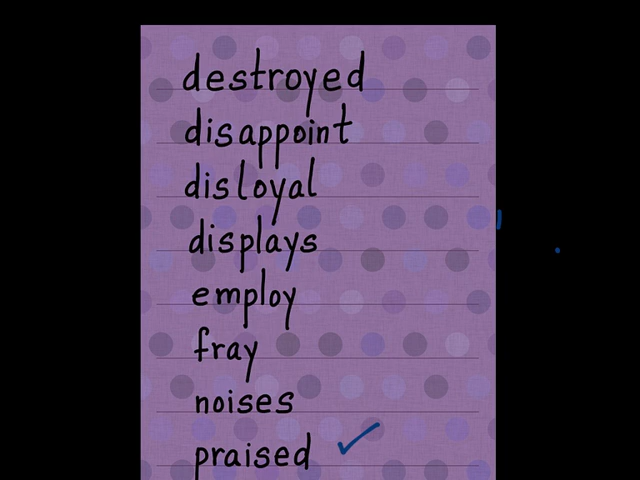 destroyed
disappoint
disloyal
displays
employ
fray
noises
praised